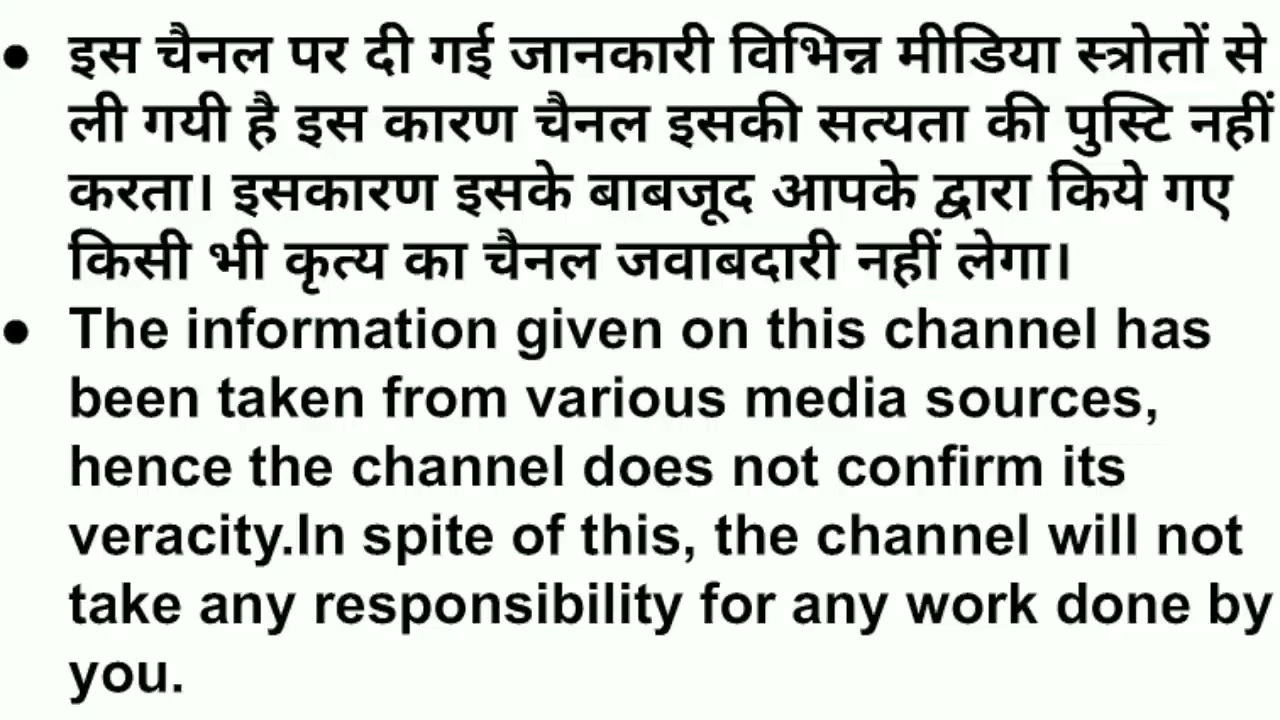 • इस चैनल पर दी गई जानकारी विभिन्न मीडिया स्त्रोतों से
ली गयी है इस कारण चैनल इसकी सत्यता की पुस्टि नहीं
करता। इसकारण इसके बाबजूद आपके द्वारा किये गए
किसी भी कृत्य का चैनल जवाबदारी नहीं लेगा।
• The information given on this channel has
been taken from various media sources,
hence the channel does not confirm its
veracity.In spite of this, the channel will not
take any responsibility for any work done by
you.